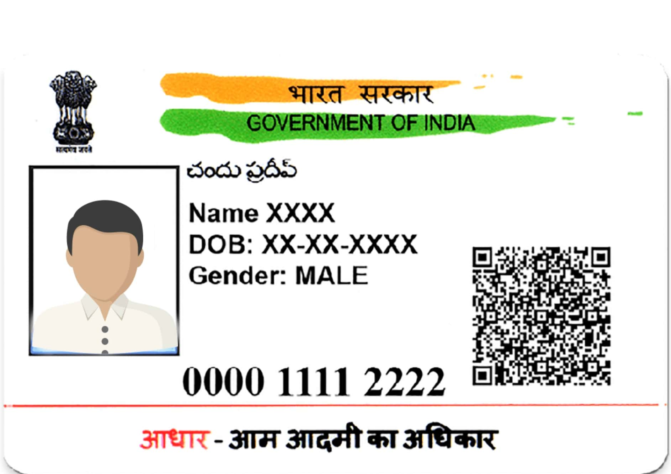 भारत सरकार
GOVERNMENT OF INDIA
सत्यमेव जयते
చందు ప్రదీప్
Name XXXX
DOB: XX-XX-XXXX
Gender: MALE
0000 1111 2222
आधार - आम आदमी का अधिकार